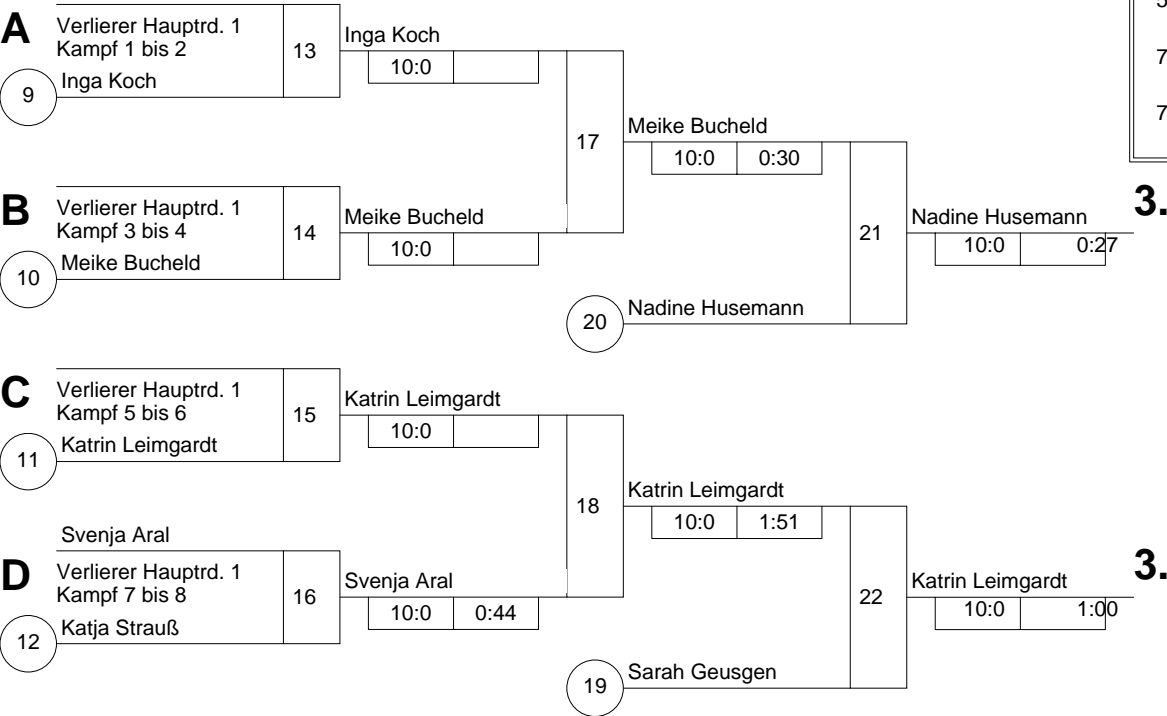 A
Verlierer Hauptrd. 1
Kampf 1 bis 2
13
Inga Koch
10:0
9
Inga Koch
17
Meike Bucheld
10:0 0:30
B
Verlierer Hauptrd. 1
Kampf 3 bis 4
14
Meike Bucheld
10:0
10
Meike Bucheld
21
Nadine Husemann
10:0 0:27
3.
20
Nadine Husemann
C
Verlierer Hauptrd. 1
Kampf 5 bis 6
15
Katrin Leimgardt
10:0
11
Katrin Leimgardt
18
Katrin Leimgardt
10:0 1:51
Svenja Aral
D
Verlierer Hauptrd. 1
Kampf 7 bis 8
16
Svenja Aral
10:0 0:44
12
Katja Strauß
22
Katrin Leimgardt
10:0 1:00
3.
19
Sarah Geusgen
7
7